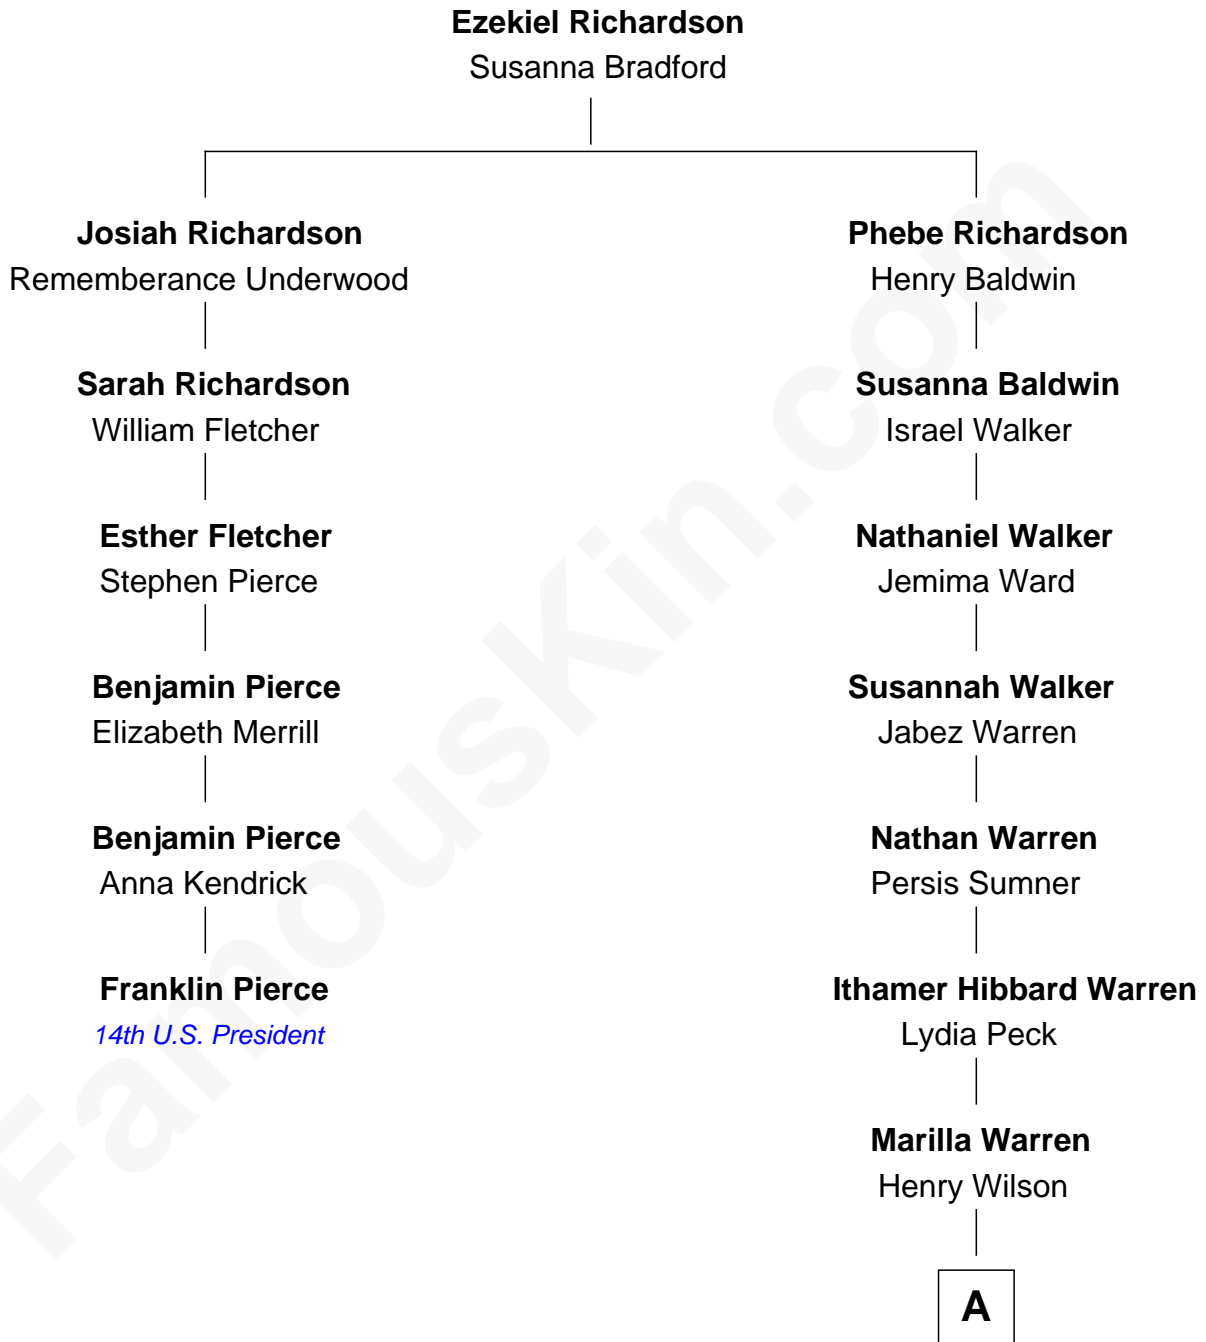 Ezekiel Richardson
Susanna Bradford
Josiah Richardson
Rememberance Underwood
Sarah Richardson
William Fletcher
Esther Fletcher
Stephen Pierce
Benjamin Pierce
Elizabeth Merrill
Benjamin Pierce
Anna Kendrick
Franklin Pierce
14th U.S. President
Phebe Richardson
Henry Baldwin
Susanna Baldwin
Israel Walker
Nathaniel Walker
Jemima Ward
Susannah Walker
Jabez Warren
Nathan Warren
Persis Sumner
Ithamer Hibbard Warren
Lydia Peck
Marilla Warren
Henry Wilson
A
FamousKin.com